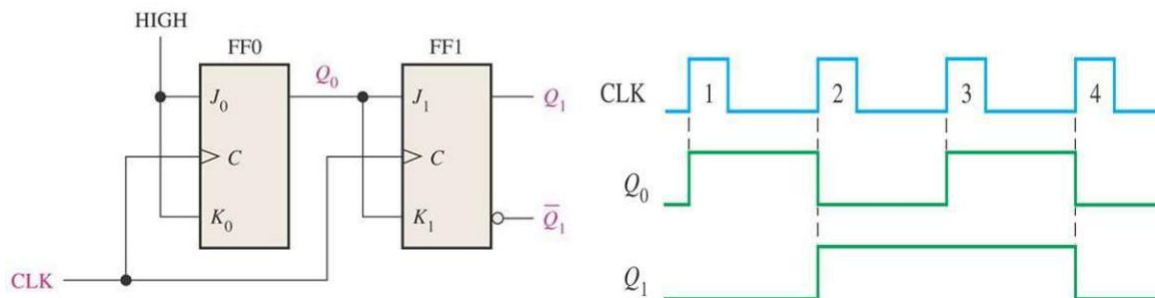 HIGH
FF0
FF1
Q₀
J₀
J₁
Q₁
C
C
K₀
K₁
Q̅₁
CLK
CLK
1
2
3
4
Q₀
Q₁